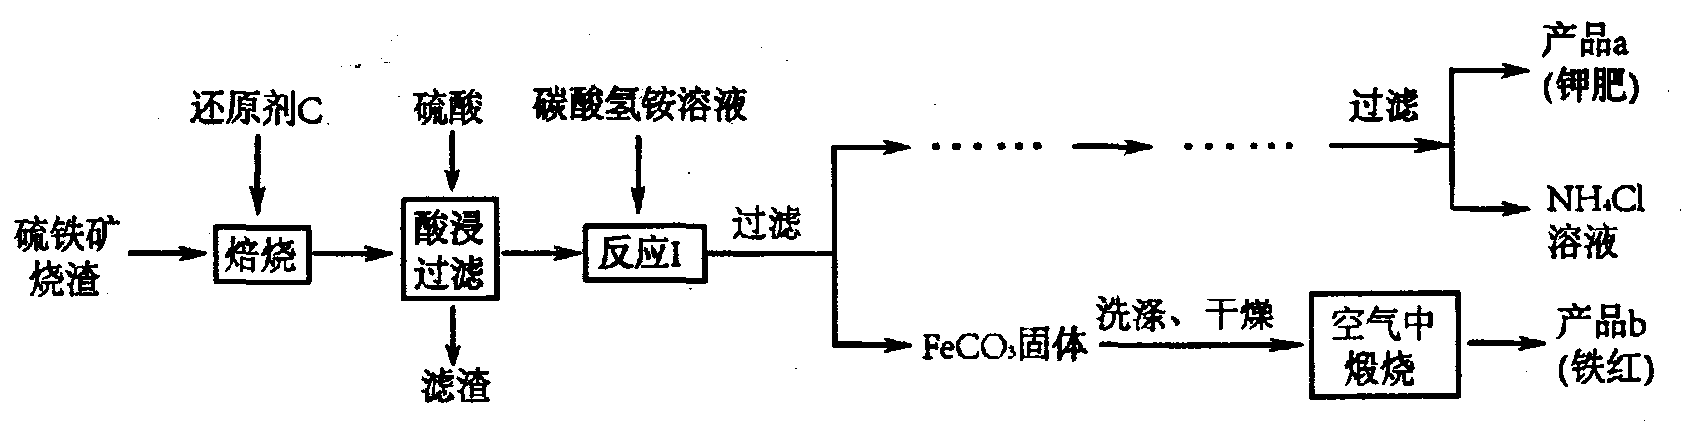 还原剂C
硫酸
碳酸氢铵溶液
硫铁矿
烧渣
焙烧
酸浸
过滤
滤渣
反应I
过滤
……
……
过滤
产品a
(钾肥)
NH₄Cl
溶液
FeCO₃固体
洗涤、干燥
空气中
煅烧
产品b
(铁红)